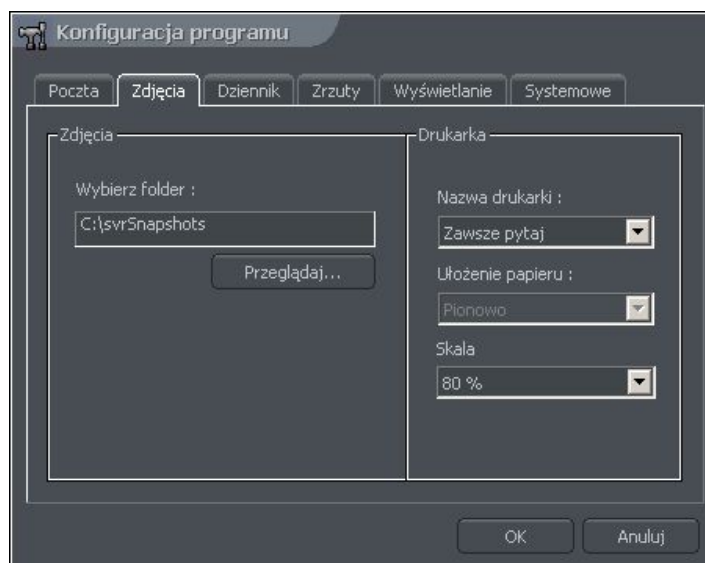 Konfiguracja programu
Poczta Zdjęcia Dziennik Zrzuty Wyświetlanie Systemowe
Zdjęcia
Wybierz folder :
C:\svrSnapshots
Przeglądaj...
Drukarka
Nazwa drukarki :
Zawsze pytaj
Ułożenie papieru :
Pionowo
Skala
80 %
OK Anuluj